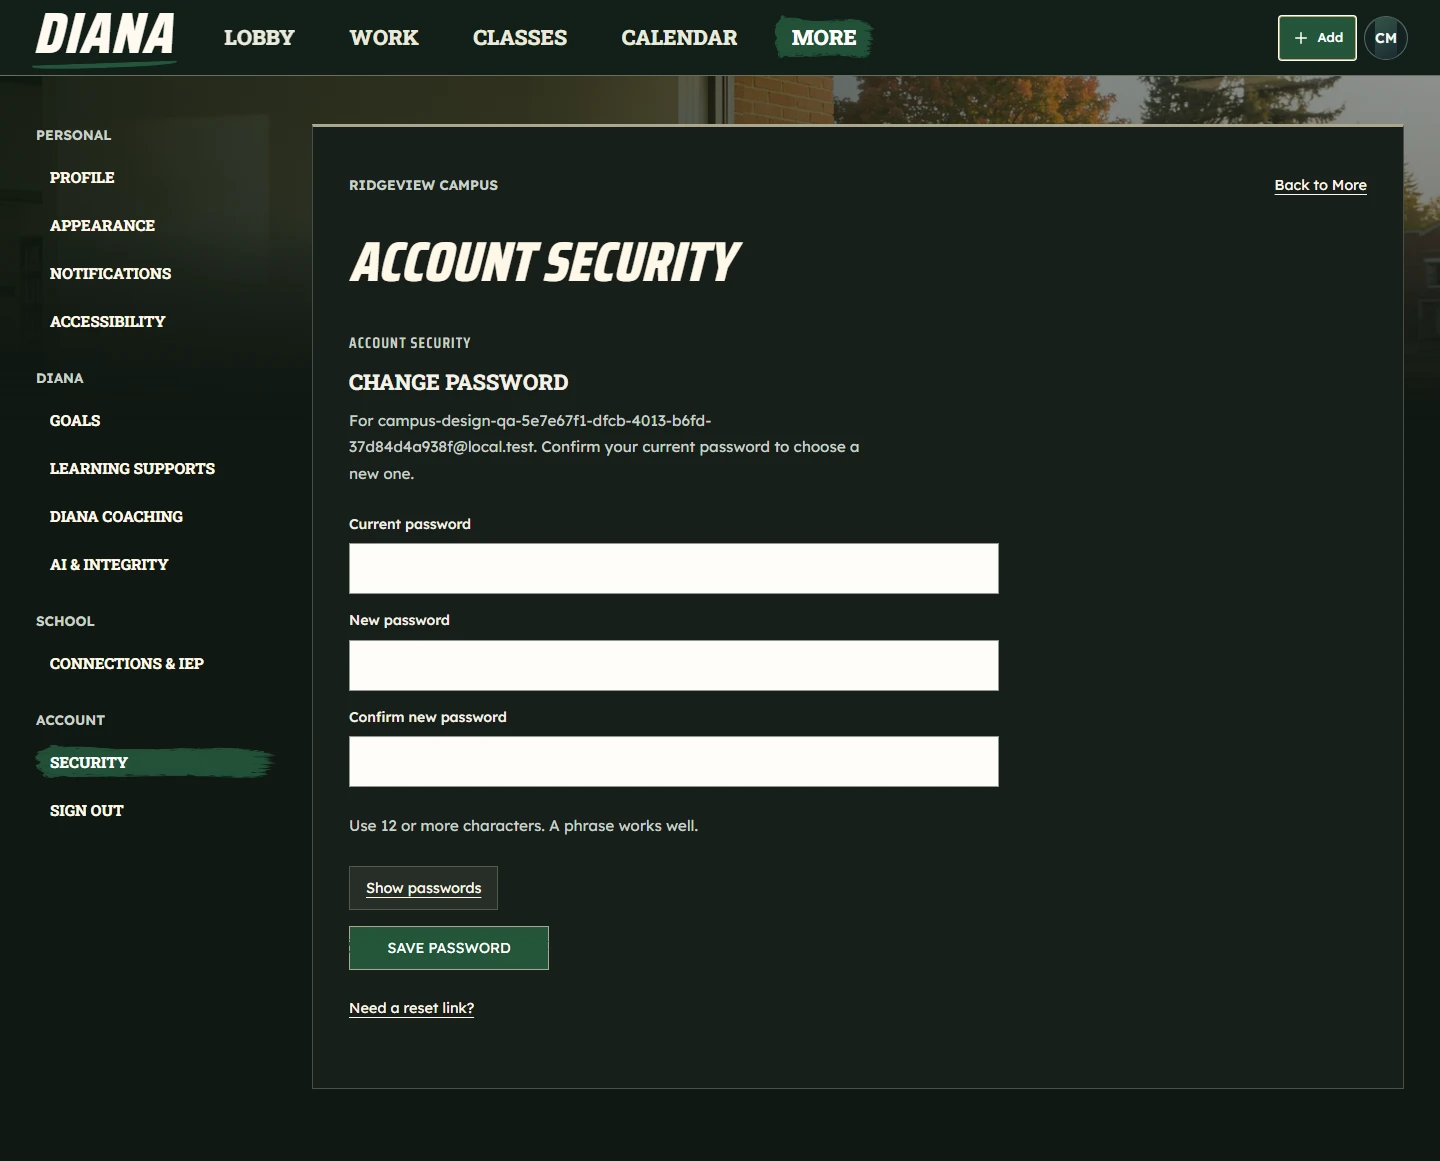 DIANA
LOBBY
WORK
CLASSES
CALENDAR
MORE
+ Add
CM
PERSONAL
PROFILE
APPEARANCE
NOTIFICATIONS
ACCESSIBILITY
DIANA
GOALS
LEARNING SUPPORTS
DIANA COACHING
AI & INTEGRITY
SCHOOL
CONNECTIONS & IEP
ACCOUNT
SECURITY
SIGN OUT
RIDGEVIEW CAMPUS
Back to More
ACCOUNT SECURITY
ACCOUNT SECURITY
CHANGE PASSWORD
For campus-design-qa-5e7e67f1-dfcb-4013-b6fd-
37d84d4a938f@local.test. Confirm your current password to choose a
new one.
Current password
New password
Confirm new password
Use 12 or more characters. A phrase works well.
Show passwords
SAVE PASSWORD
Need a reset link?